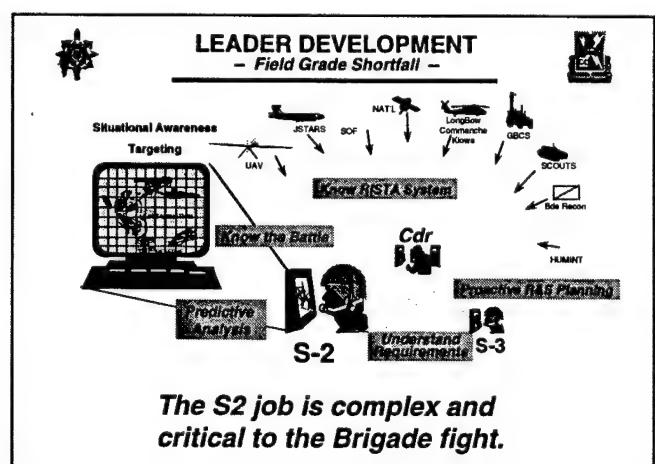 LEADER DEVELOPMENT
– Field Grade Shortfall –
Situational Awareness
Targeting
UAV
JSTARS
SOF
NAT'L
LongBow
Commanche
Kiows
GBCS
SCOUTS
Bde Recon
HUMINT
Know RISTA System
Know the Battle
Cdr
Proactive R&S Planning
Predictive
Analysis
S-2
Understand
Requirements
S-3
The S2 job is complex and
critical to the Brigade fight.